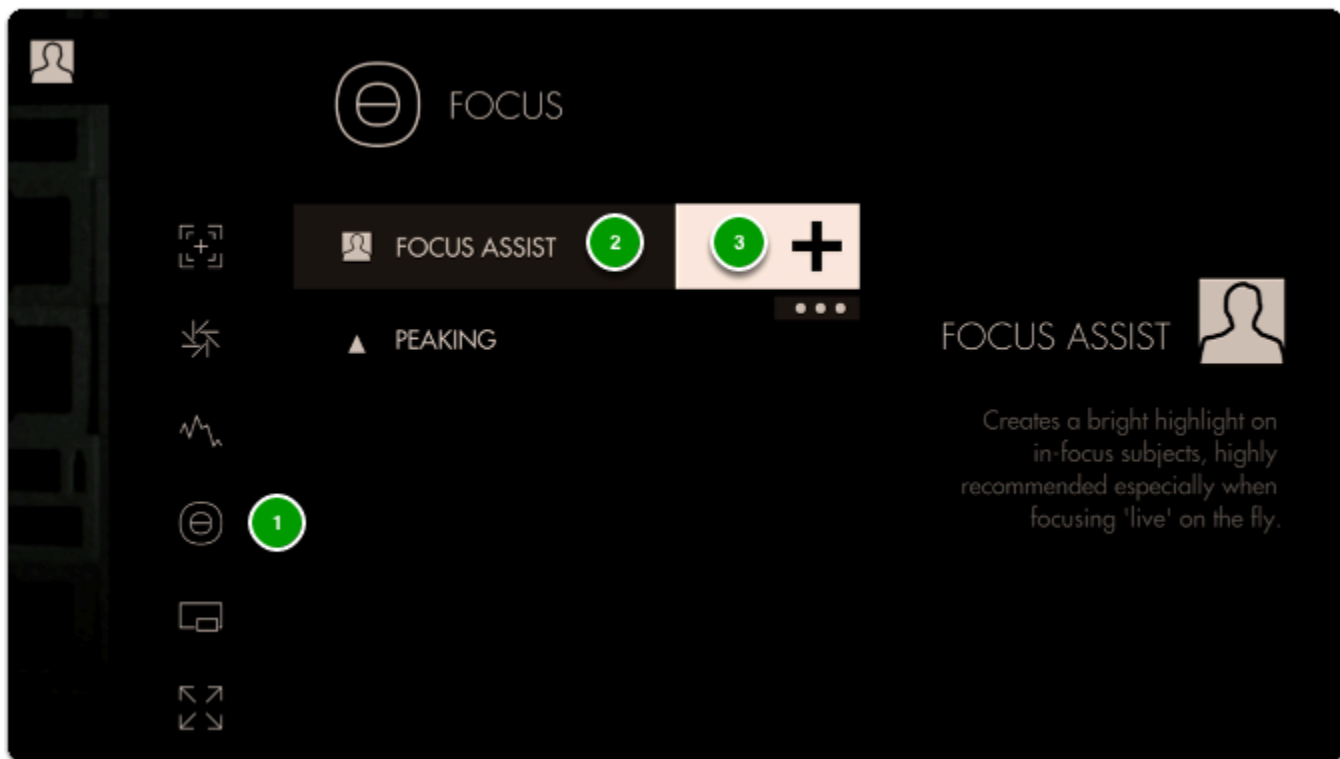 FOCUS
FOCUS ASSIST 2 3
PEAKING
1
FOCUS ASSIST
Creates a bright highlight on
in-focus subjects, highly
recommended especially when
focusing 'live' on the fly.